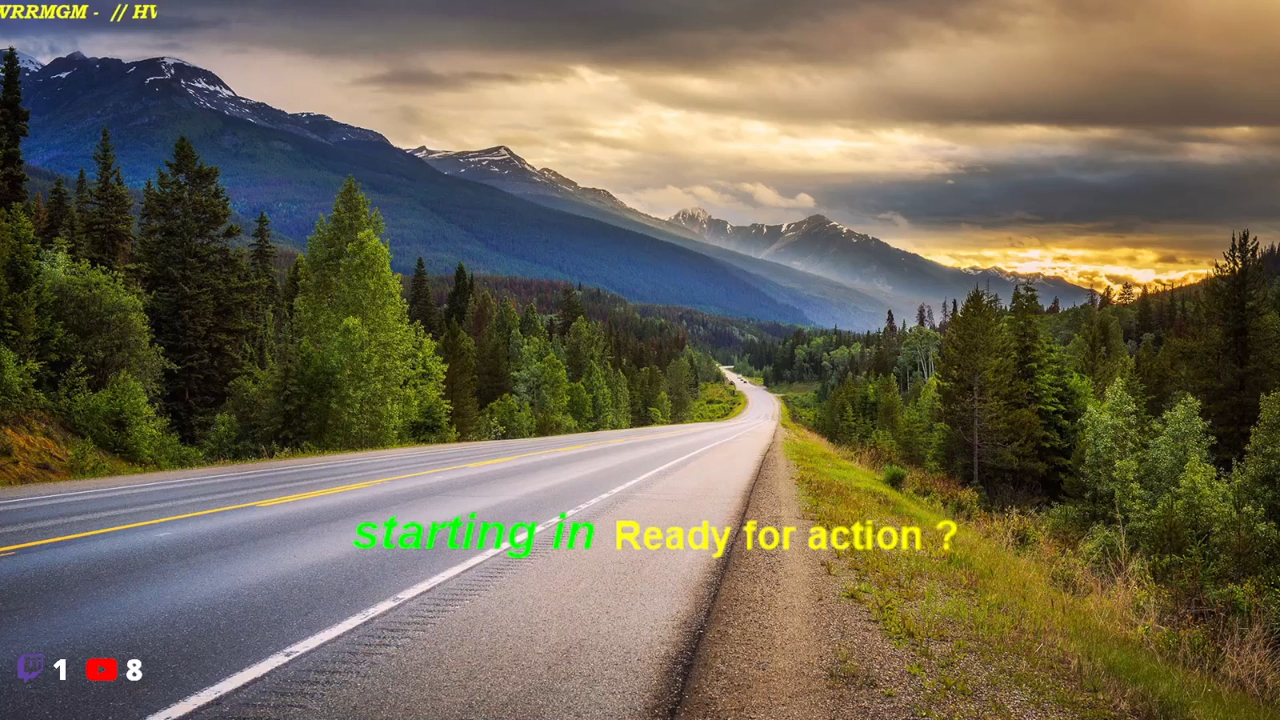 VRRMGM - // HV
starting in Ready for action ?
1 8